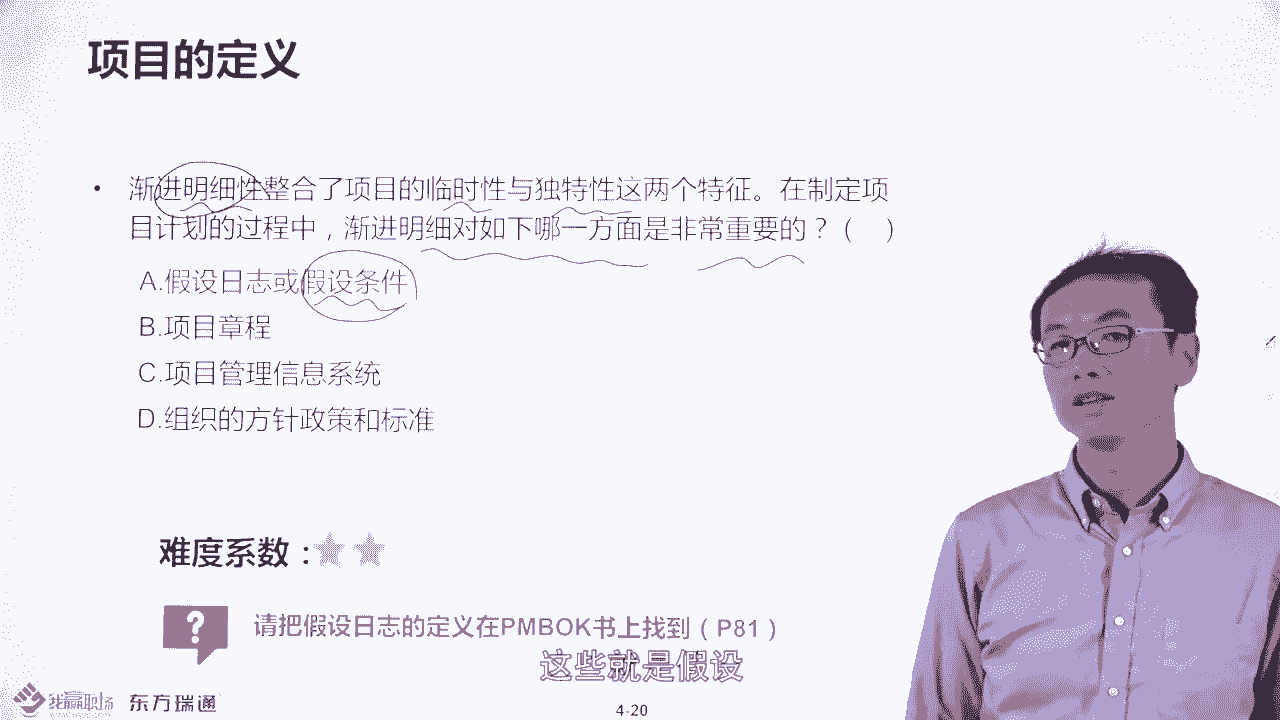 项目的定义
• 渐进明细性整合了项目的临时性与独特性这两个特征。在制定项
目计划的过程中，渐进明细对如下哪一方面是非常重要的？（ ）
A.假设日志或假设条件
B.项目章程
C.项目管理信息系统
D.组织的方针政策和标准
难度系数：★★
?
请把假设日志的定义在PMBOK书上找到（P81）
这些就是假设
我赢职场 东方瑞通
4-20